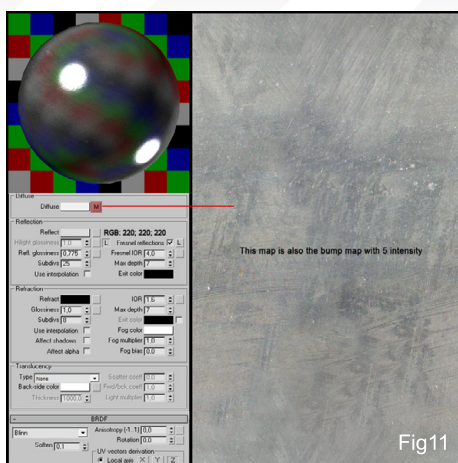 Diffuse
Diffuse M
Reflection
Reflect RGB: 220; 220; 220
Hilight glossiness 1,0 L Fresnel reflections L
Refl. glossiness 0,775 Fresnel IOR 4,0
Subdivs 25 Max depth 7
Use interpolation Exit color
Refraction
Refract IOR 1,6
Glossiness 1,0 Max depth 7
Subdivs 8 Exit color
Use interpolation Fog color
Affect shadows Fog multiplier 1,0
Affect alpha Fog bias 0,0
Translucency
Type None Scatter coeff 0,0
Back-side color Fwd/bck coeff 1,0
Thickness 1000,0 Light multiplier 1,0
- BRDF
Blinn Anisotropy (-1..1) 0,0
Rotation 0,0
Soften 0,1
UV vectors derivation
Local axis X Y Z
This map is also the bump map with 5 intensity
Fig11